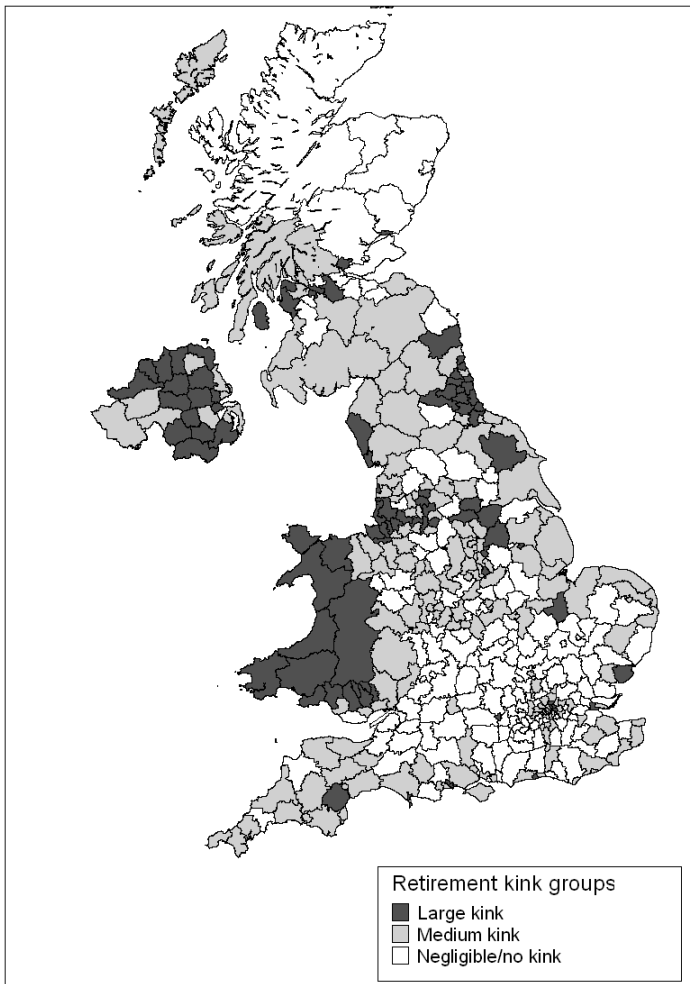 Retirement kink groups
Large kink
Medium kink
Negligible/no kink